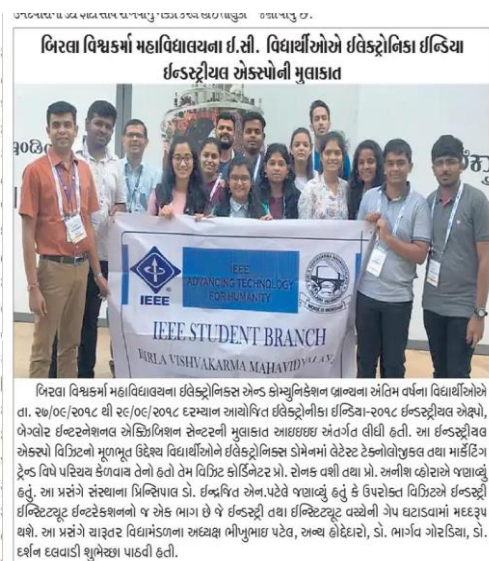 બિરલા વિશ્વકર્મા મહાવિદ્યાલયના ઈ.સી. વિદ્યાર્થીઓએ ઈલેક્ટ્રોનિકા ઈન્ડિયા
ઈન્ડસ્ટ્રીયલ એક્સ્પોની મુલાકાત
IEEE
IEEE
ADVANCING TECHNOLOGY
FOR HUMANITY
IEEE STUDENT BRANCH
BIRLA VISHVAKARMA MAHAVIDYALAY
બિરલા વિશ્વકર્મા મહાવિદ્યાલયના ઈલેક્ટ્રોનિક્સ એન્ડ કોમ્યુનિકેશન બ્રાન્ચના અંતિમ વર્ષના વિદ્યાર્થીઓએ
તા. ૨૭/૦૯/૨૦૧૮ થી ૨૯/૦૯/૨૦૧૮ દરમ્યાન આયોજિત ઈલેક્ટ્રોનીકા ઈન્ડિયા-૨૦૧૮ ઈન્ડસ્ટ્રીયલ એક્ષ્પો,
બેંગ્લોર ઈન્ટરનેશનલ એક્ઝિબિશન સેન્ટરની મુલાકાત આઇઇઇઇ અંતર્ગત લીધી હતી. આ ઈન્ડસ્ટ્રીયલ
એક્સ્પો વિઝિટનો મૂળભૂત ઉદ્દેશ્ય વિદ્યાર્થીઓને ઈલેક્ટ્રોનિક્સ ડોમેનમાં લેટેસ્ટ ટેક્નોલોજીકલ તથા માર્કેટિંગ
ટ્રેન્ડ વિષે પરિચય કેળવાય તેનો હતો તેમ વિઝિટ કોર્ડિનેટર પ્રો. રોનક વશી તથા પ્રો. અનીશ વ્હોરાએ જણાવ્યું
હતું. આ પ્રસંગે સંસ્થાના પ્રિન્સિપાલ ડો. ઈન્દ્રજિત એન.પટેલે જણાવ્યું હતું કે ઉપરોક્ત વિઝિટએ ઈન્ડસ્ટ્રી
ઈન્સ્ટિટ્યૂટ ઈન્ટરેક્શનનો જ એક ભાગ છે જે ઈન્ડસ્ટ્રી તથા ઈન્સ્ટિટ્યૂટ વચ્ચેની ગેપ ઘટાડવામાં મદદરૂપ
થશે. આ પ્રસંગે ચારૂતર વિદ્યામંડળના અધ્યક્ષ ભીખુભાઇ પટેલ, અન્ય હોદ્દેદારો, ડો. ભાર્ગવ ગોરડિયા, ડો.
દર્શન દલવાડી શુભેચ્છા પાઠવી હતી.